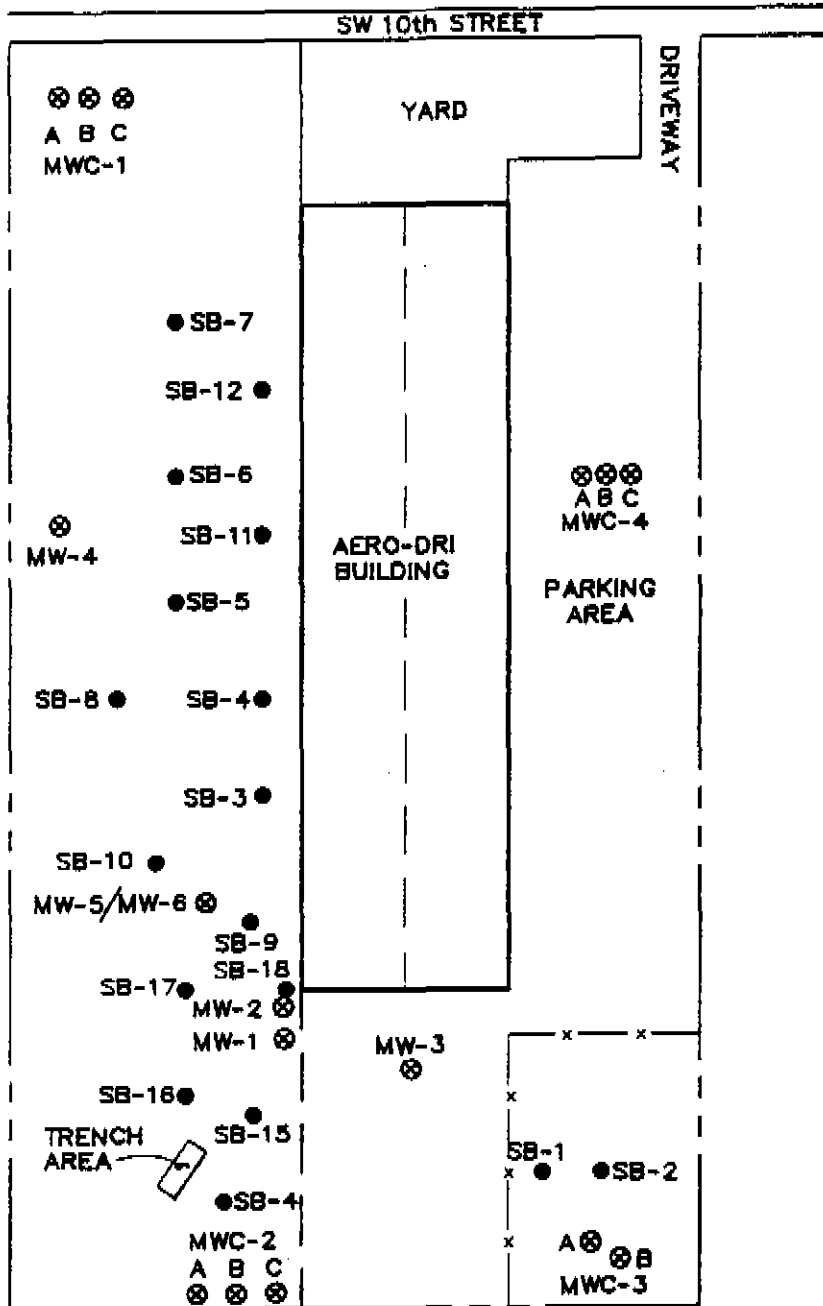 SW 10th STREET
DRIVEWAY
YARD
A B C
MWC-1
SB-7
SB-12
SB-6
A B C
MWC-4
MW-4
SB-11
AERO-DRI
BUILDING
PARKING
AREA
SB-5
SB-8
SB-4
SB-3
SB-10
MW-5/MW-6
SB-9
SB-18
SB-17
MW-2
MW-1
MW-3
SB-16
SB-15
TRENCH
AREA
SB-1
SB-2
SB-4
MWC-2
A B C
A
B
MWC-3